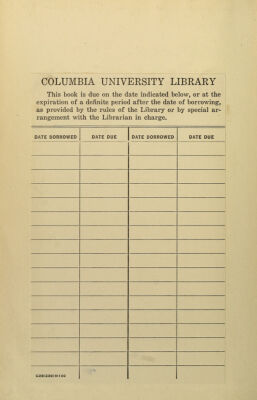 COLUMBIA UNIVERSITY LIBRARY
This book is due on the date indicated below, or at the
expiration of a definite period after the date of borrowing,
as provided by the rules of the Library or by special ar-
rangement with the Librarian in charge.
DATE BORROWED DATE DUE DATE BORROWED DATE DUE